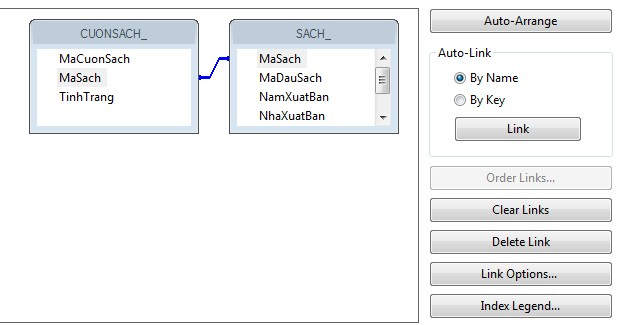 CUONSACH_
MaCuonSach
MaSach
TinhTrang
SACH_
MaSach
MaDauSach
NamXuatBan
NhaXuatBan
Auto-Arrange
Auto-Link
By Name
By Key
Link
Order Links...
Clear Links
Delete Link
Link Options...
Index Legend...